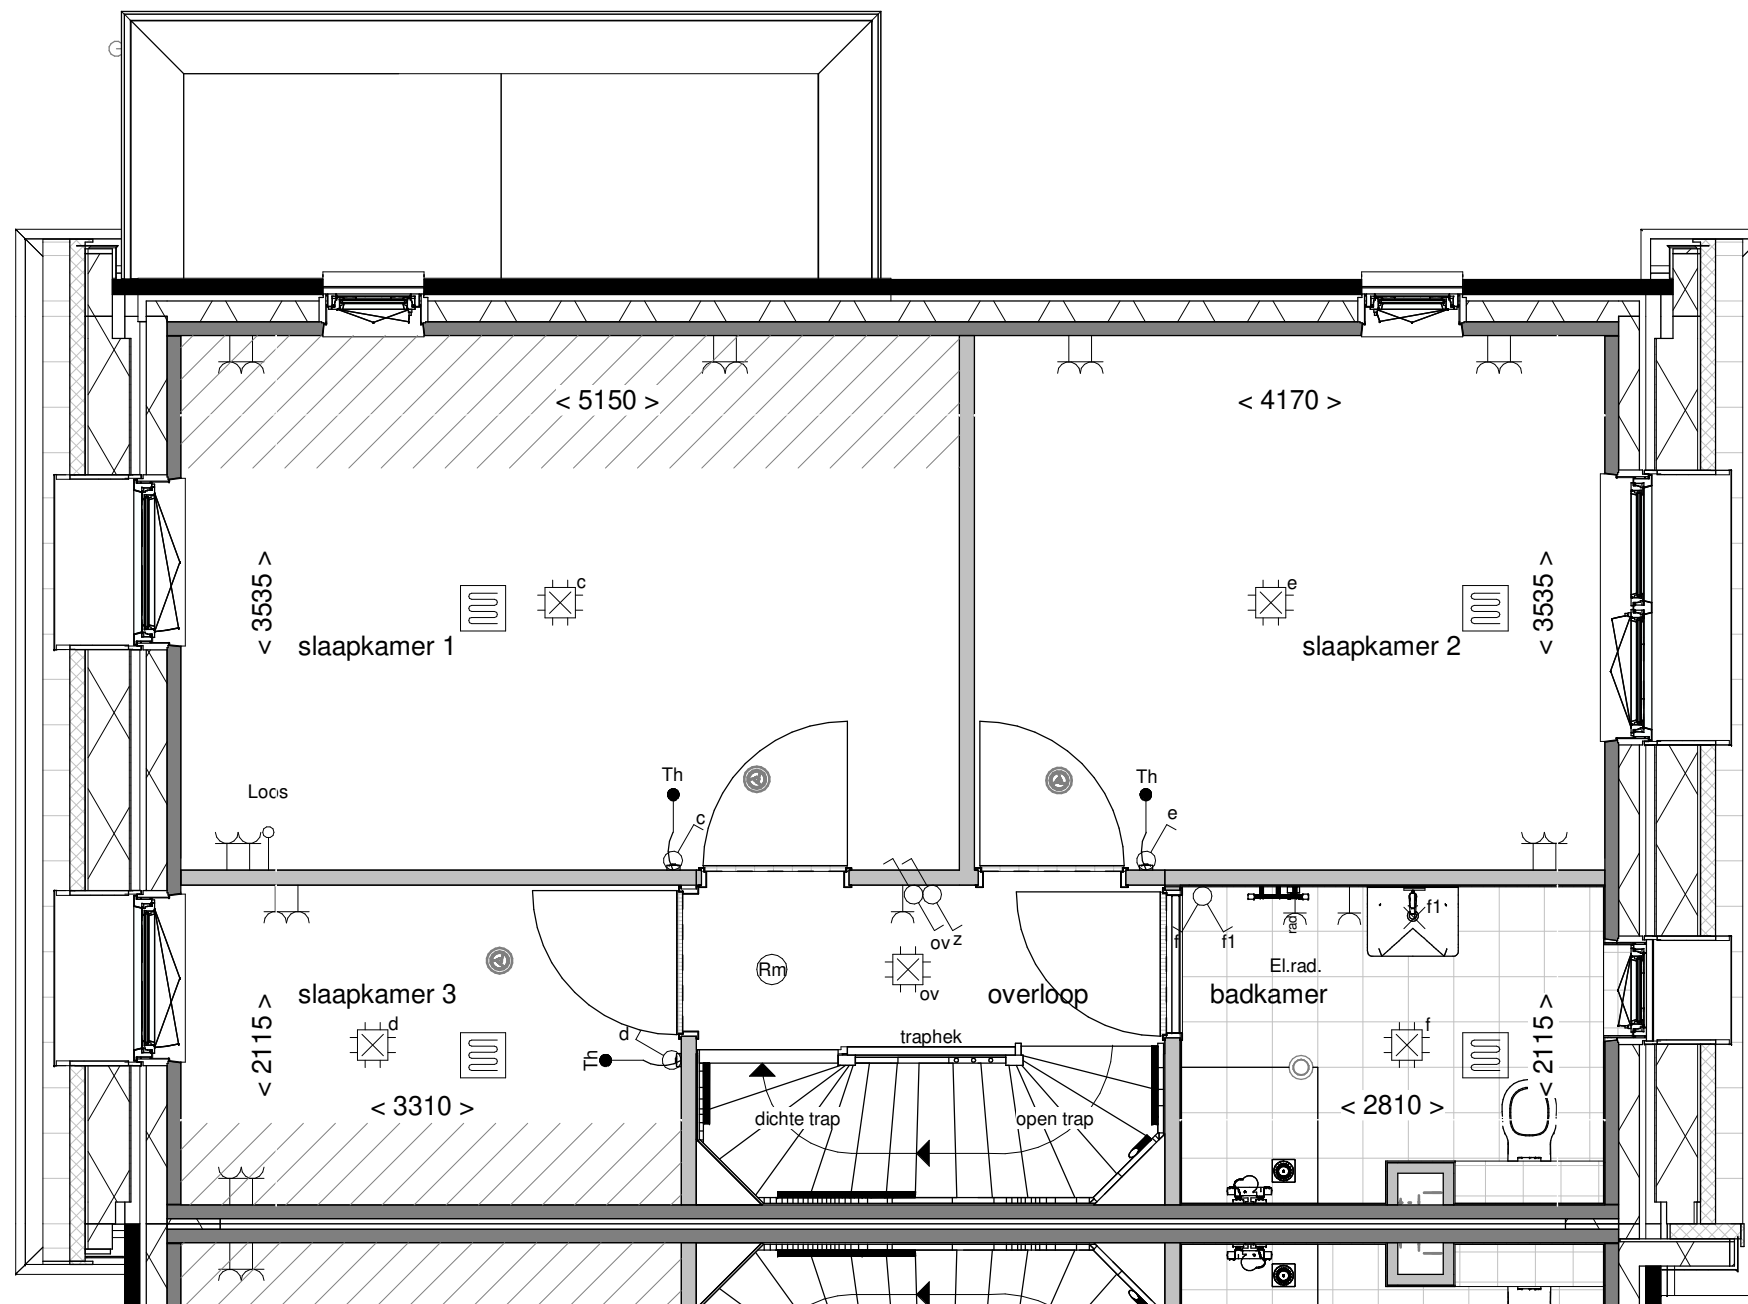 < 5150 >
< 4170 >
< 3535 >
c
slaapkamer 1
e
slaapkamer 2
< 3535 >
Loos
Th
c
Th
e
ov
z
f
f1
rad
f1
El.rad.
Rm
ov
slaapkamer 3
overloop
badkamer
< 2115 >
d
d
Th
traphek
f
< 2115 >
< 3310 >
dichte trap
open trap
< 2810 >